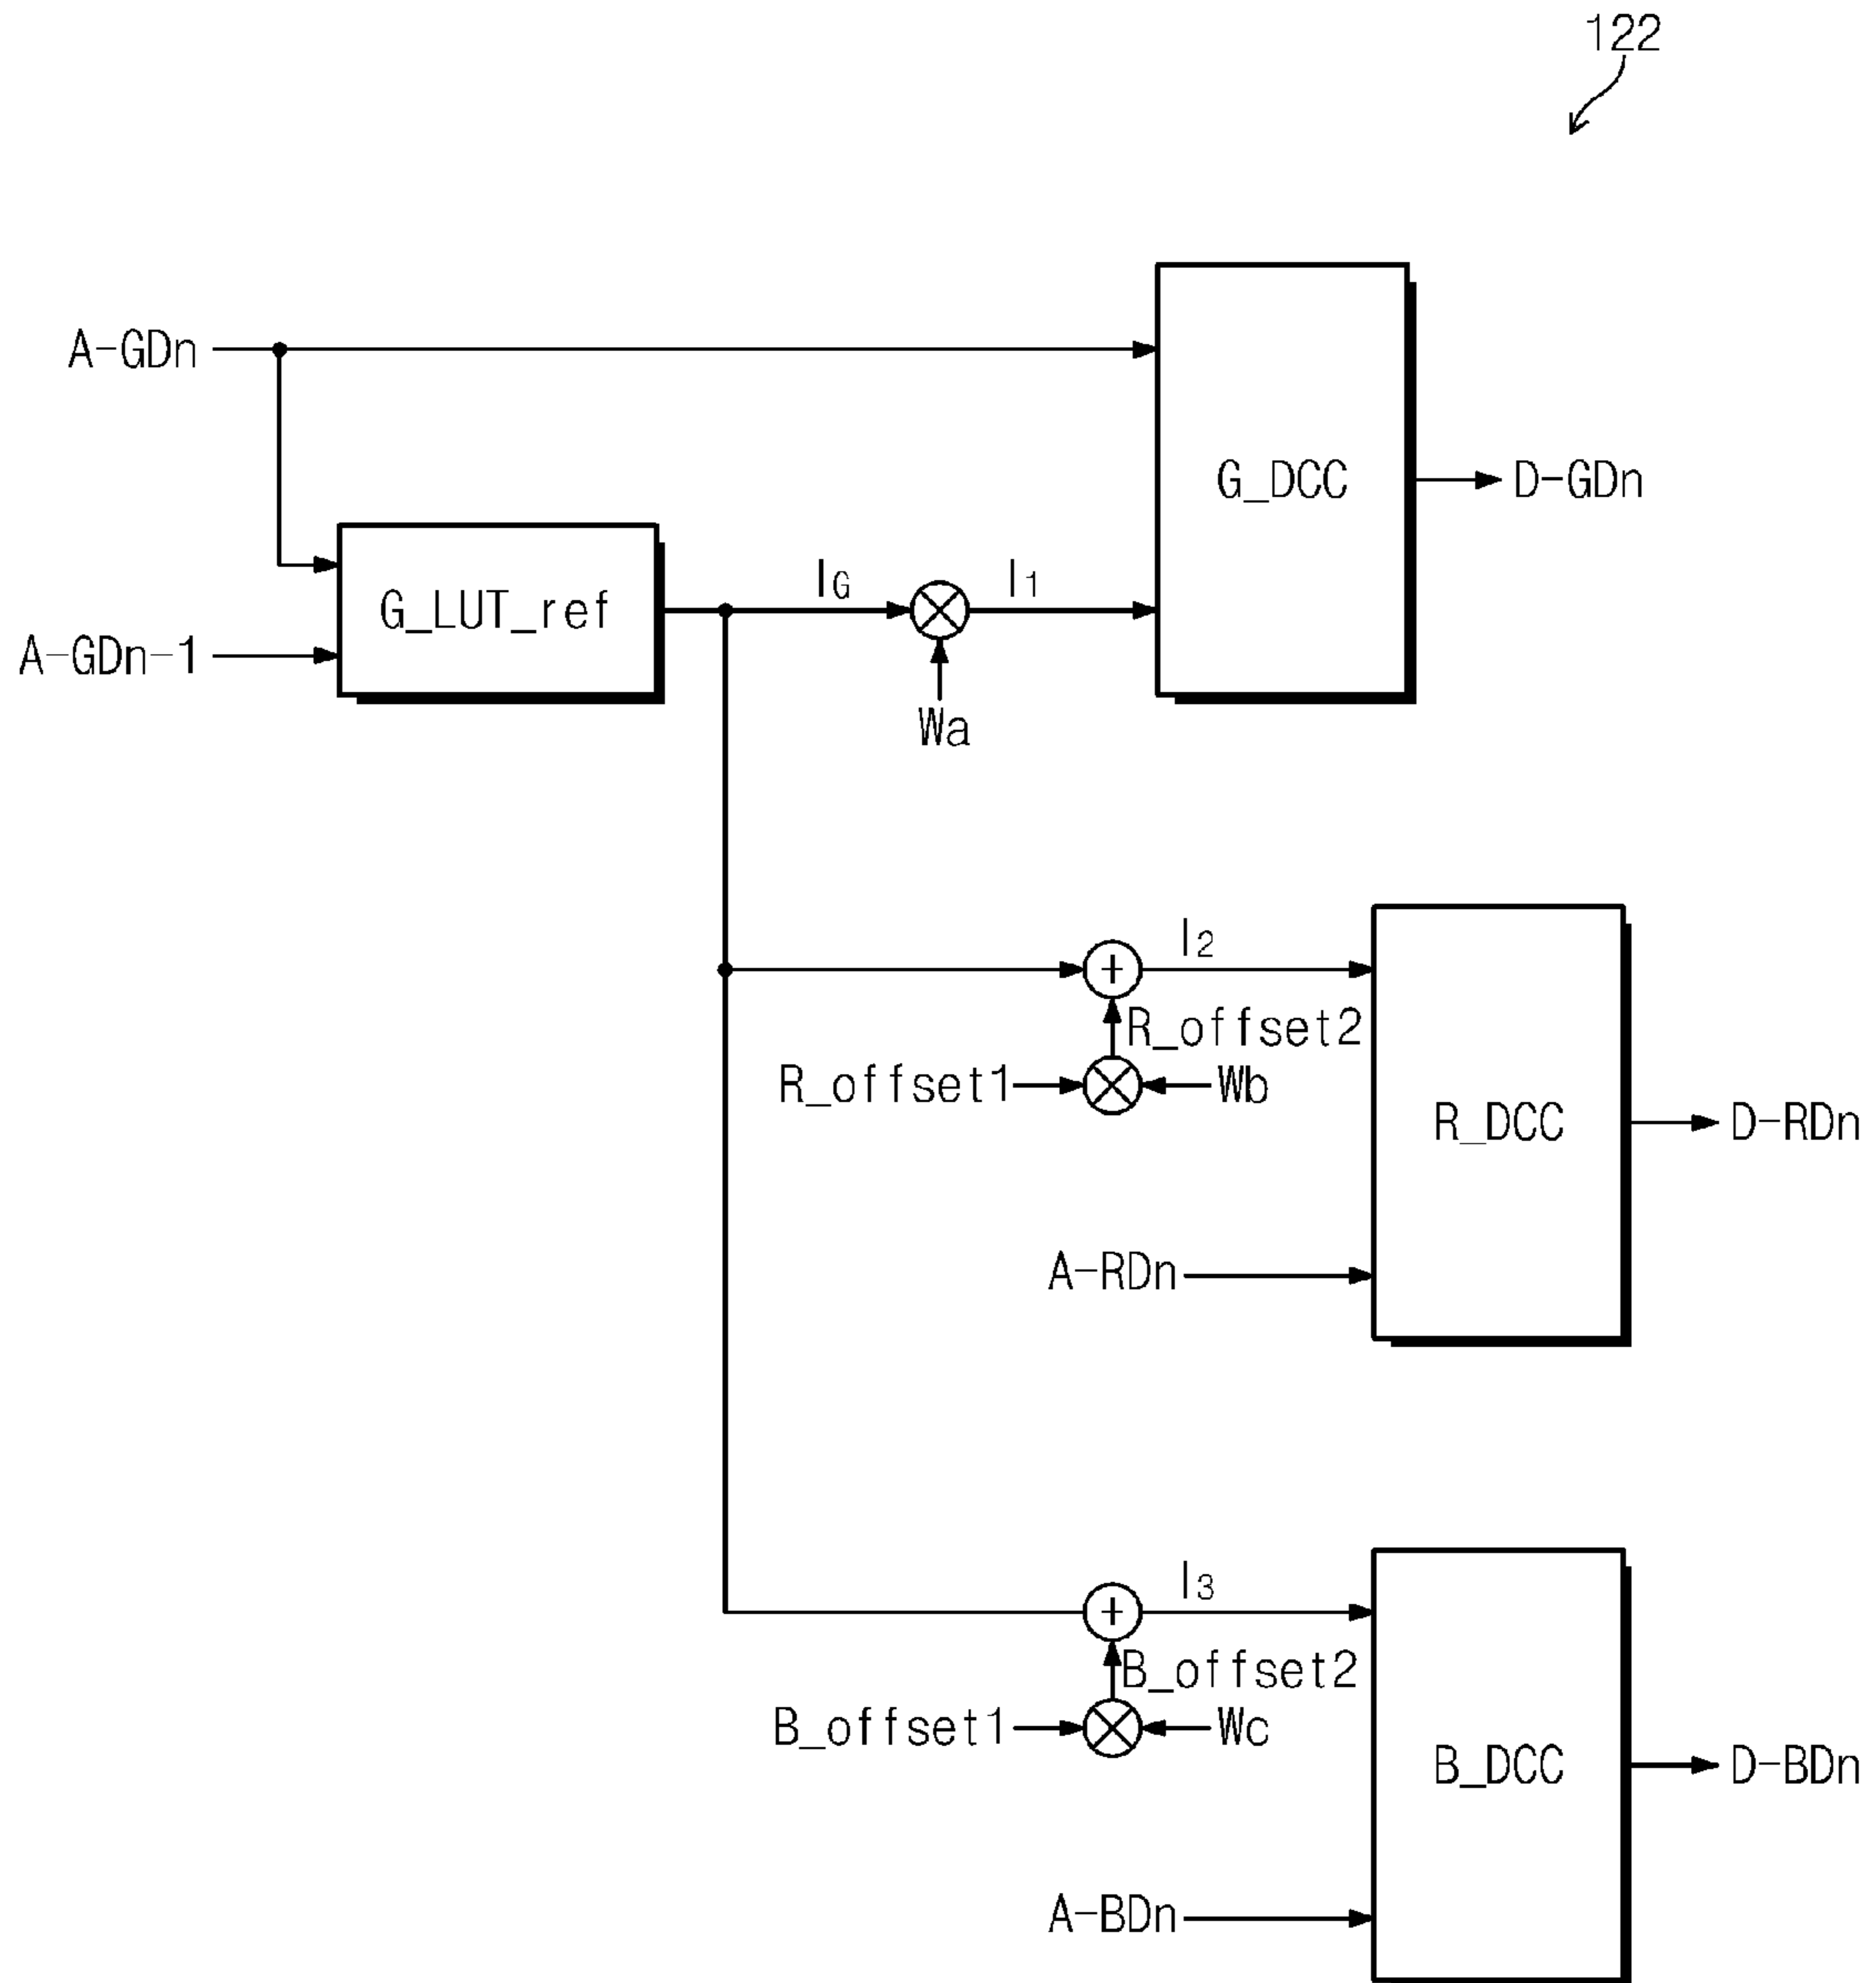 122
A-GDn
G_DCC
D-GDn
G_LUT_ref
IG
I1
A-GDn-1
Wa
I2
R_offset2
R_offset1
Wb
R_DCC
D-RDn
A-RDn
I3
B_offset2
B_offset1
Wc
B_DCC
D-BDn
A-BDn